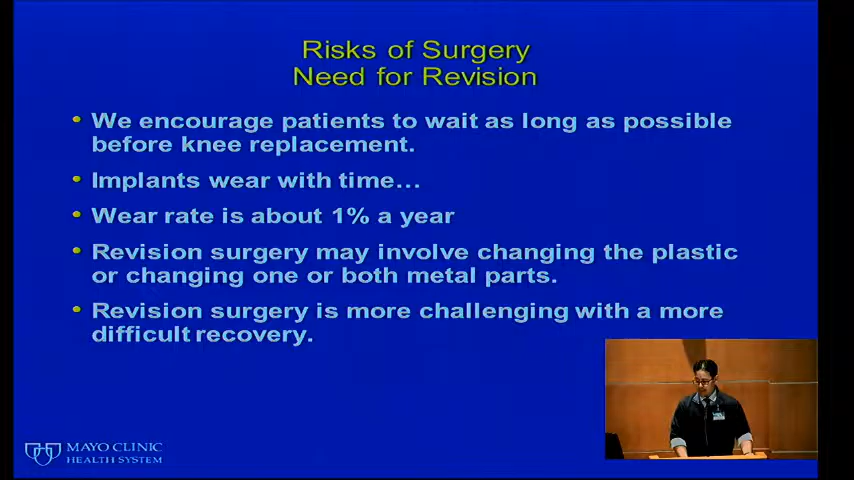 Risks of Surgery
Need for Revision
We encourage patients to wait as long as possible
before knee replacement.
Implants wear with time…
Wear rate is about 1% a year
Revision surgery may involve changing the plastic
or changing one or both metal parts.
Revision surgery is more challenging with a more
difficult recovery.
MAYO CLINIC
HEALTH SYSTEM